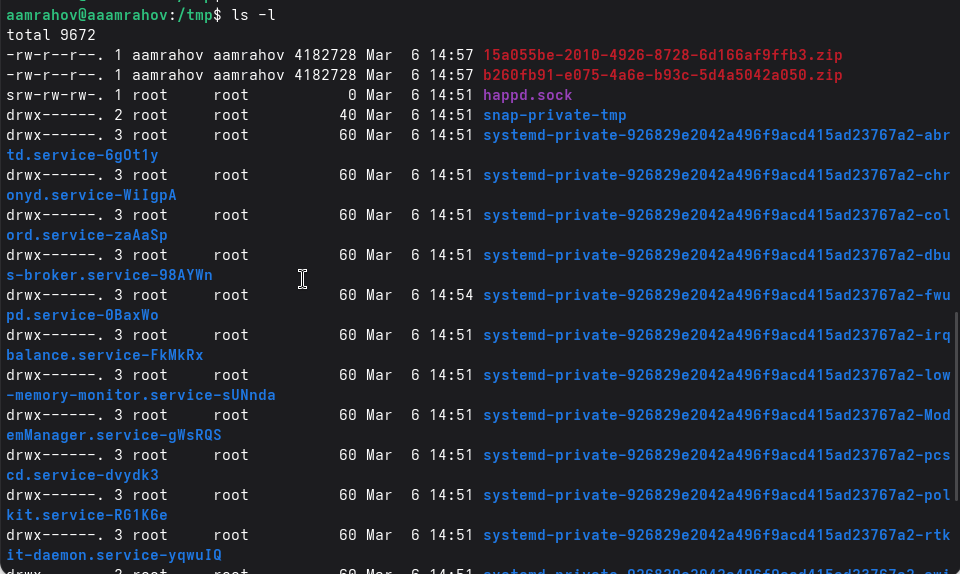 aamrahov@aaamrahov:/tmp$ ls -l
total 9672
-rw-r--r--. 1 aamrahov aamrahov 4182728 Mar  6 14:57 15a055be-2010-4926-8728-6d166af9ffb3.zip
-rw-r--r--. 1 aamrahov aamrahov 4182728 Mar  6 14:57 b260fb91-e075-4a6e-b93c-5d4a5042a050.zip
srw-rw-rw-. 1 root     root           0 Mar  6 14:51 happd.sock
drwx------. 2 root     root          40 Mar  6 14:51 snap-private-tmp
drwx------. 3 root     root          60 Mar  6 14:51 systemd-private-926829e2042a496f9acd415ad23767a2-abr
td.service-6gOt1y
drwx------. 3 root     root          60 Mar  6 14:51 systemd-private-926829e2042a496f9acd415ad23767a2-chr
onyd.service-WiIgpA
drwx------. 3 root     root          60 Mar  6 14:51 systemd-private-926829e2042a496f9acd415ad23767a2-col
ord.service-zaAaSp
drwx------. 3 root     root          60 Mar  6 14:51 systemd-private-926829e2042a496f9acd415ad23767a2-dbu
s-broker.service-98AYWn
drwx------. 3 root     root          60 Mar  6 14:54 systemd-private-926829e2042a496f9acd415ad23767a2-fwu
pd.service-0BaxWo
drwx------. 3 root     root          60 Mar  6 14:51 systemd-private-926829e2042a496f9acd415ad23767a2-irq
balance.service-FkMkRx
drwx------. 3 root     root          60 Mar  6 14:51 systemd-private-926829e2042a496f9acd415ad23767a2-low
-memory-monitor.service-sUNnda
drwx------. 3 root     root          60 Mar  6 14:51 systemd-private-926829e2042a496f9acd415ad23767a2-Mod
emManager.service-gWsRQS
drwx------. 3 root     root          60 Mar  6 14:51 systemd-private-926829e2042a496f9acd415ad23767a2-pcs
cd.service-dvydk3
drwx------. 3 root     root          60 Mar  6 14:51 systemd-private-926829e2042a496f9acd415ad23767a2-pol
kit.service-RG1K6e
drwx------. 3 root     root          60 Mar  6 14:51 systemd-private-926829e2042a496f9acd415ad23767a2-rtk
it-daemon.service-yqwuIQ